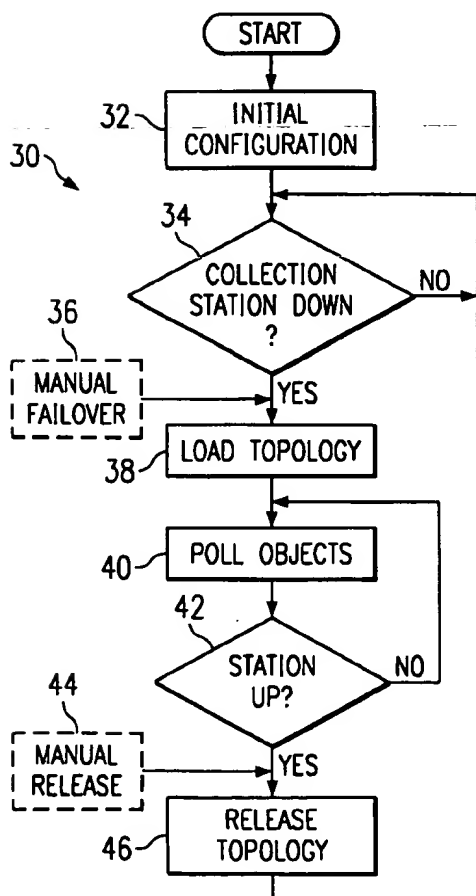 START
32
INITIAL
CONFIGURATION
30
34
COLLECTION
STATION DOWN
?
NO
36
MANUAL
FAILOVER
YES
38
LOAD TOPOLOGY
40
POLL OBJECTS
42
STATION
UP?
NO
44
MANUAL
RELEASE
YES
46
RELEASE
TOPOLOGY